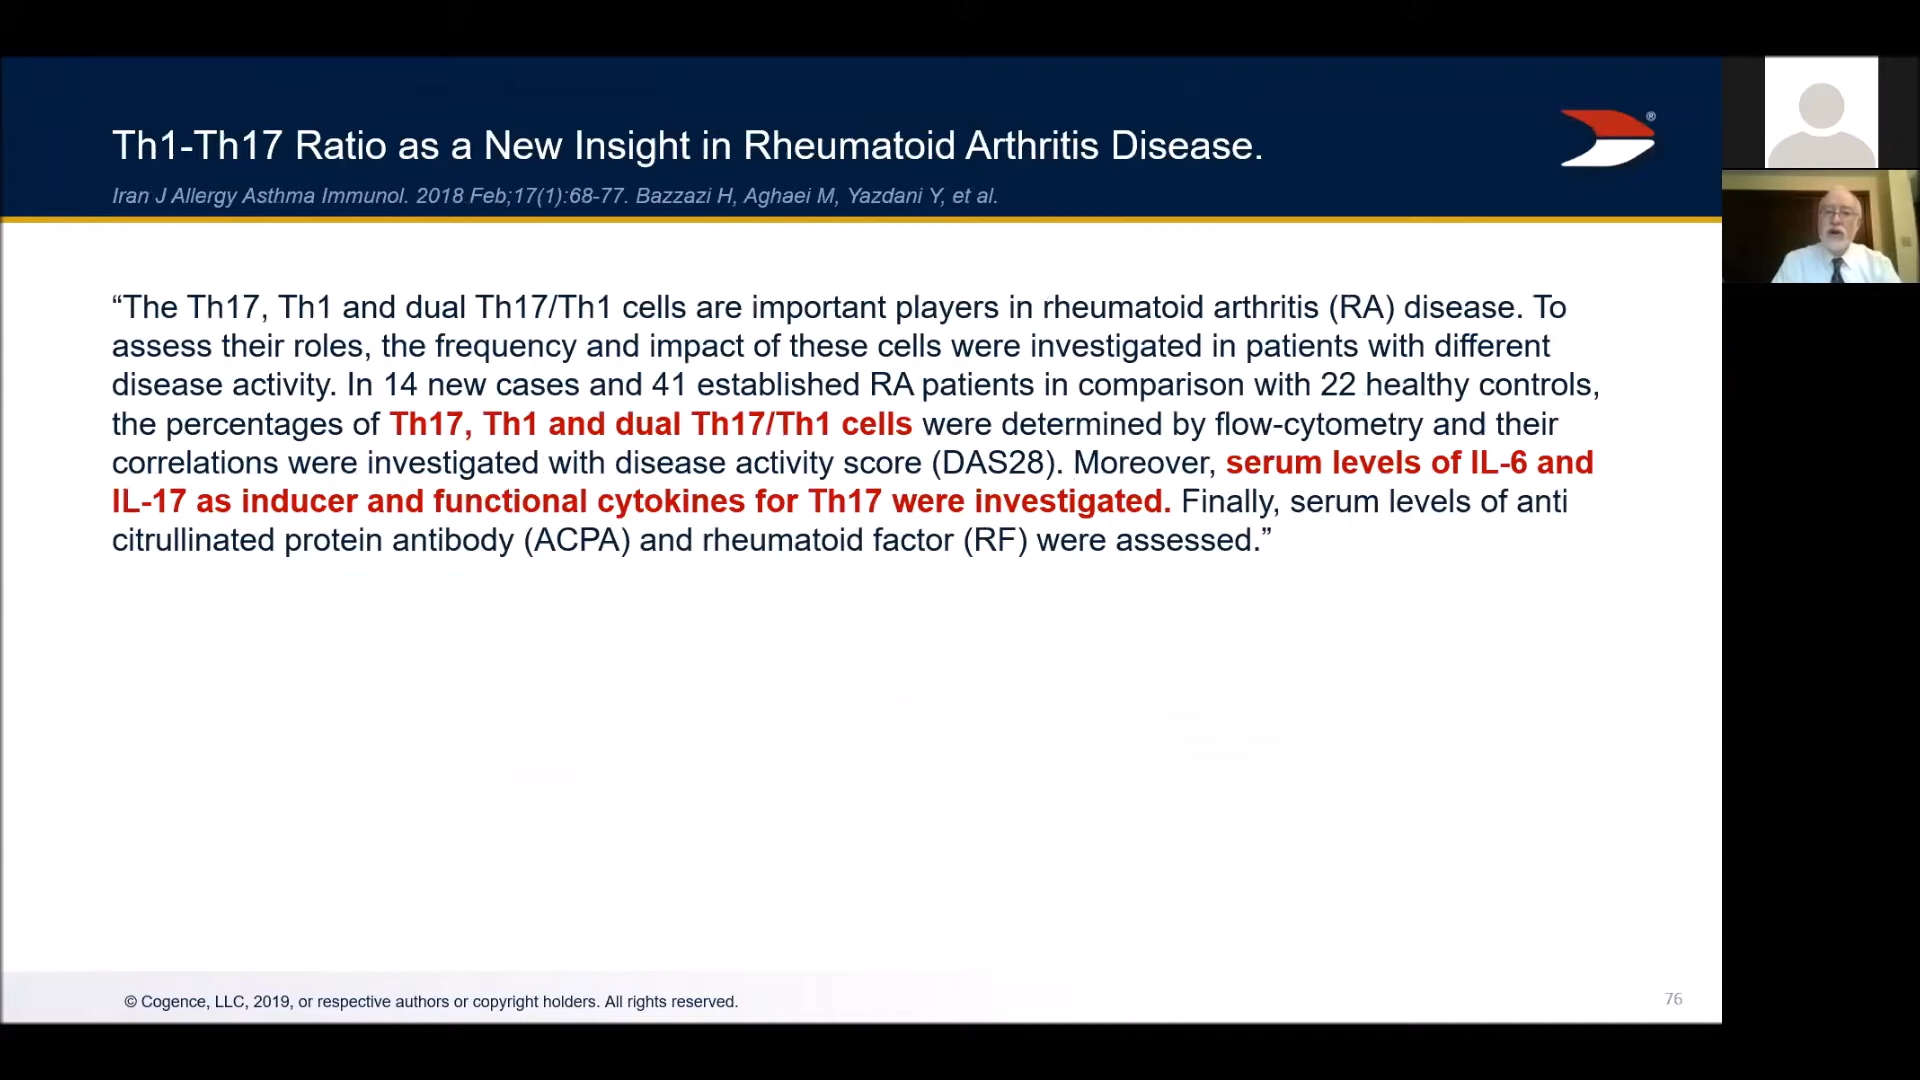 Th1-Th17 Ratio as a New Insight in Rheumatoid Arthritis Disease.
®
Iran J Allergy Asthma Immunol. 2018 Feb;17(1):68-77. Bazzazi H, Aghaei M, Yazdani Y, et al.
“The Th17, Th1 and dual Th17/Th1 cells are important players in rheumatoid arthritis (RA) disease. To
assess their roles, the frequency and impact of these cells were investigated in patients with different
disease activity. In 14 new cases and 41 established RA patients in comparison with 22 healthy controls,
the percentages of Th17, Th1 and dual Th17/Th1 cells were determined by flow-cytometry and their
correlations were investigated with disease activity score (DAS28). Moreover, serum levels of IL-6 and
IL-17 as inducer and functional cytokines for Th17 were investigated. Finally, serum levels of anti
citrullinated protein antibody (ACPA) and rheumatoid factor (RF) were assessed.”
© Cogence, LLC, 2019, or respective authors or copyright holders. All rights reserved.
76